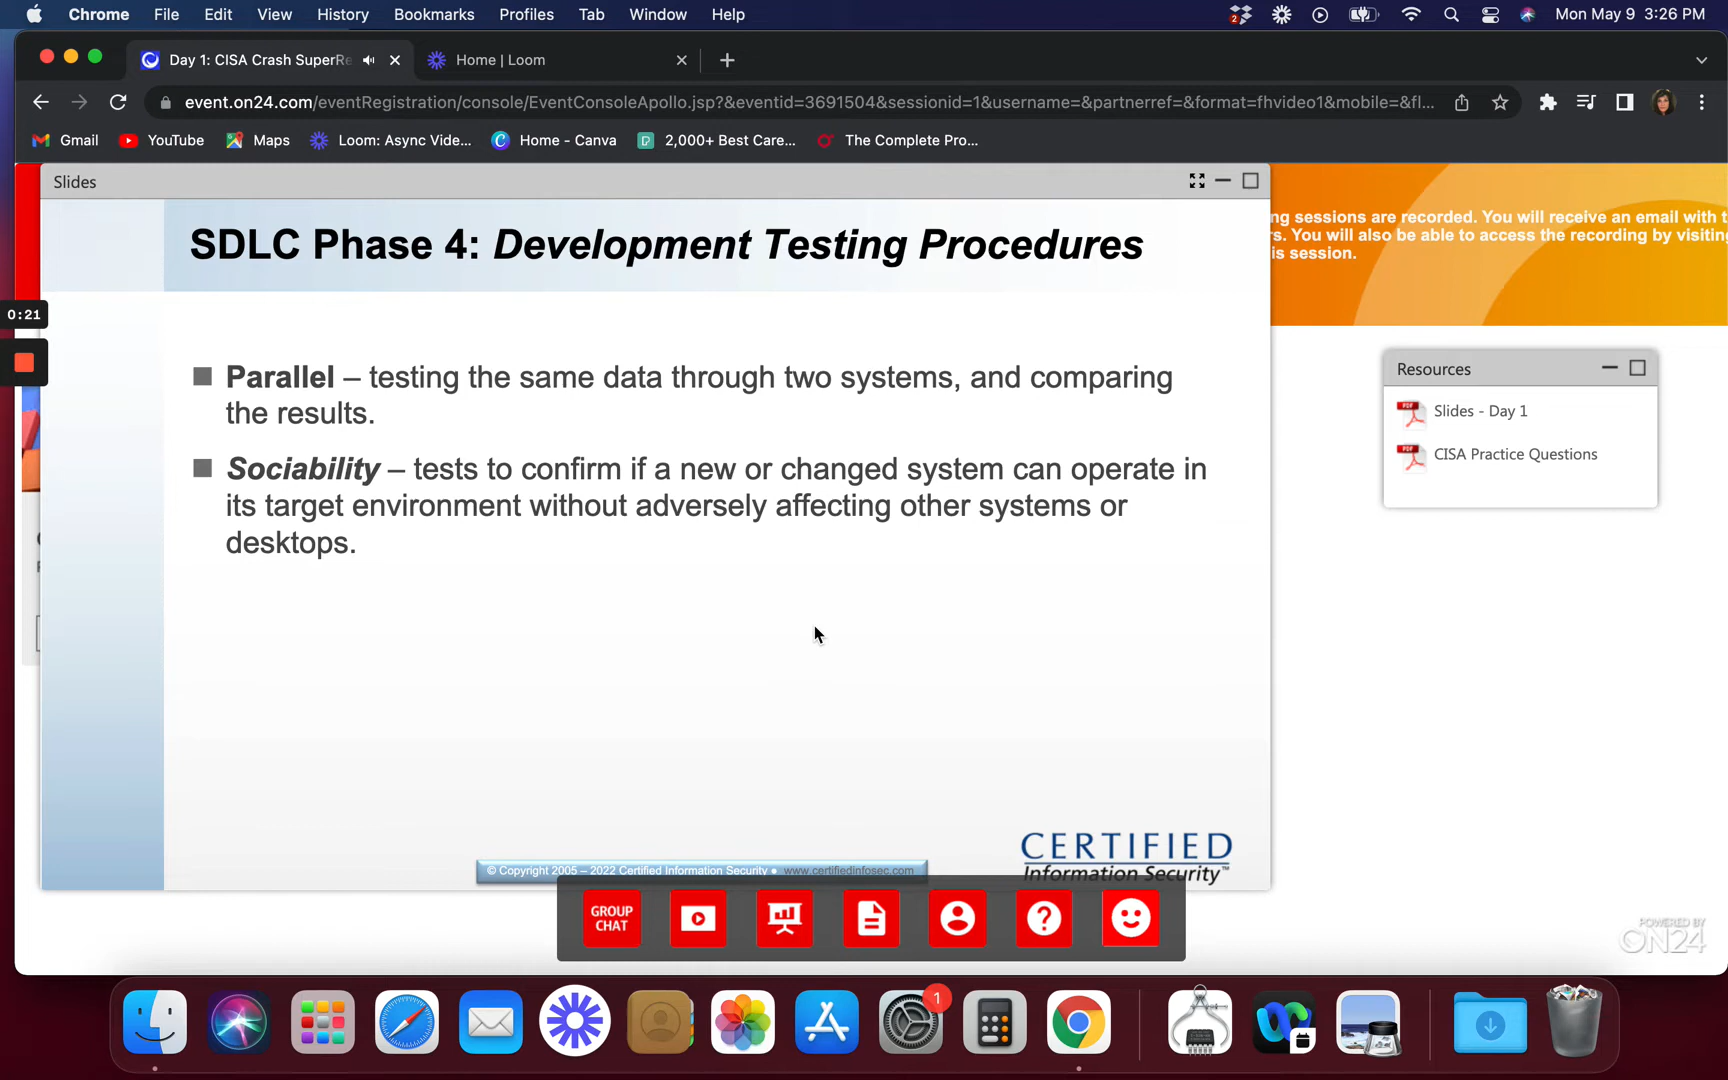 Chrome File Edit View History Bookmarks Profiles Tab Window Help
2
Mon May 9 3:26 PM
Day 1: CISA Crash SuperRe
Home | Loom
event.on24.com/eventRegistration/console/EventConsoleApollo.jsp?&eventid=3691504&sessionid=1&username=&partnerref=&format=fhvideo1&mobile=&fl...
Gmail YouTube Maps Loom: Async Vide... Home - Canva 2,000+ Best Care... The Complete Pro...
Slides
SDLC Phase 4: Development Testing Procedures
ng sessions are recorded. You will receive an email with t
rs. You will also be able to access the recording by visiting
is session.
0:21
Parallel – testing the same data through two systems, and comparing
the results.
Sociability – tests to confirm if a new or changed system can operate in
its target environment without adversely affecting other systems or
desktops.
Resources
PDF Slides - Day 1
PDF CISA Practice Questions
CERTIFIED
Information Security™
© Copyright 2005 – 2022 Certified Information Security ● www.certifiedinfosec.com
GROUP
CHAT
POWERED BY
ON24
1